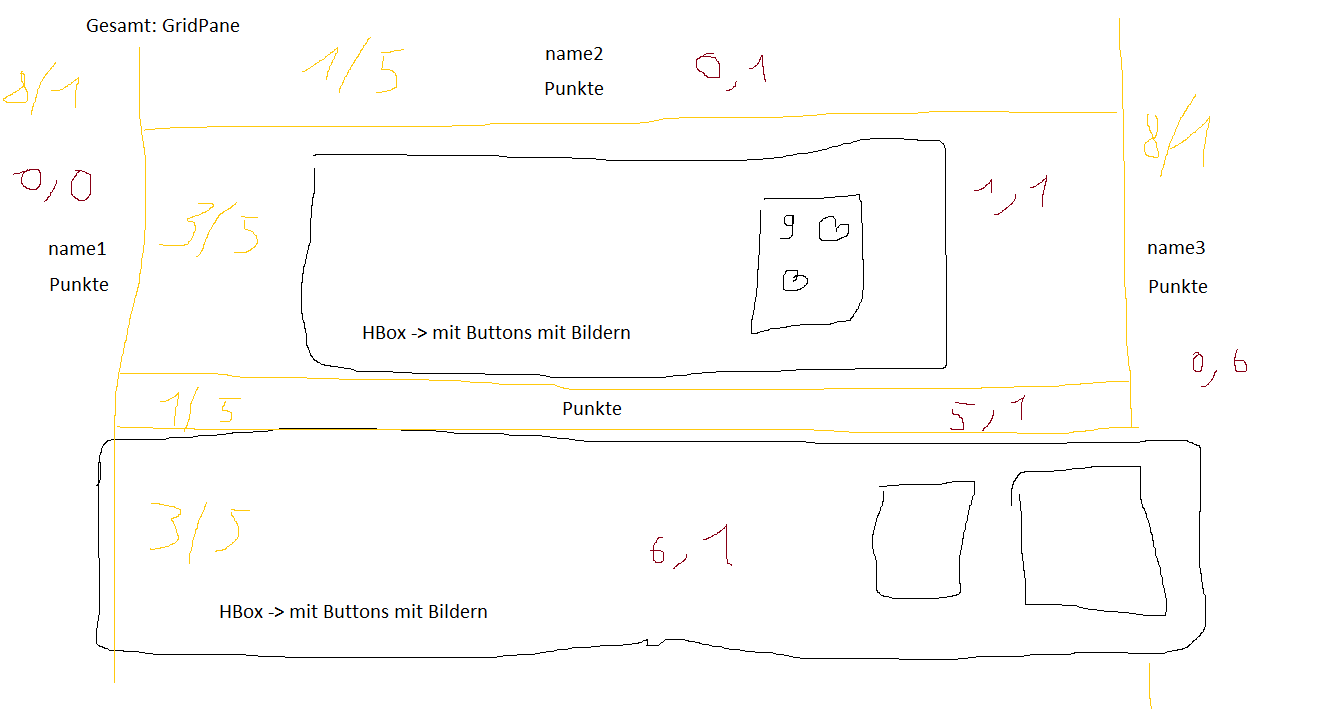 Gesamt: GridPane
1/5
name2
Punkte
0,1
8/1
8/1
0,0
name1
Punkte
3/5
1,1
name3
Punkte
HBox -> mit Buttons mit Bildern
0,6
1/5
Punkte
5,1
3/5
6,1
HBox -> mit Buttons mit Bildern